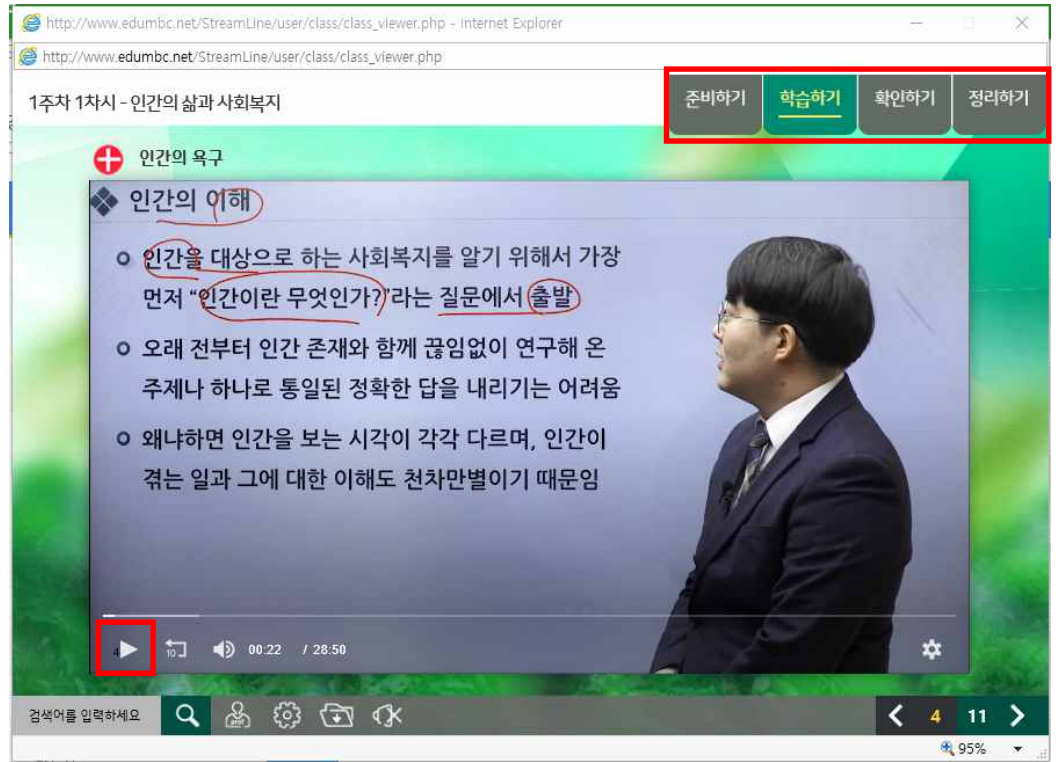 http://www.edumbc.net/StreamLine/user/class/class_viewer.php - Internet Explorer
http://www.edumbc.net/StreamLine/user/class/class_viewer.php
1주차 1차시 - 인간의 삶과 사회복지
준비하기 학습하기 확인하기 정리하기
인간의 욕구
인간의 이해
인간을 대상으로 하는 사회복지를 알기 위해서 가장
먼저 “인간이란 무엇인가?”라는 질문에서 출발
오래 전부터 인간 존재와 함께 끊임없이 연구해 온
주제나 하나로 통일된 정확한 답을 내리기는 어려움
왜냐하면 인간을 보는 시각이 각각 다르며, 인간이
겪는 일과 그에 대한 이해도 천차만별이기 때문임
4 10 00:22 / 28:50
검색어를 입력하세요 4 11
95%